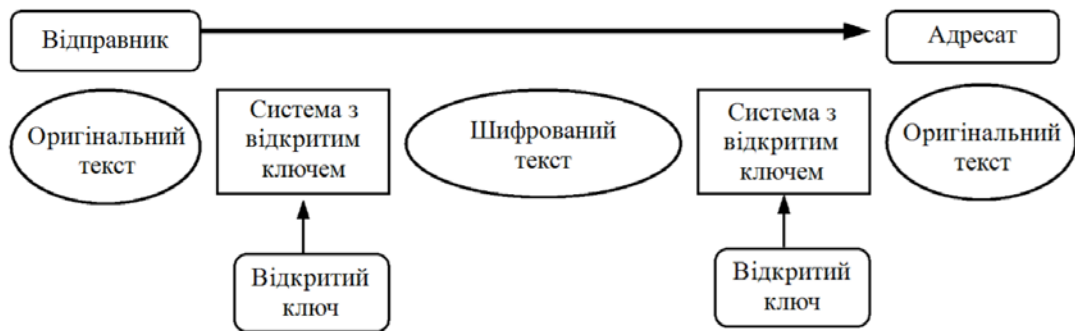 Відправник
Адресат
Оригінальний
текст
Система з
відкритим
ключем
Шифрований
текст
Система з
відкритим
ключем
Оригінальний
текст
Відкритий
ключ
Відкритий
ключ